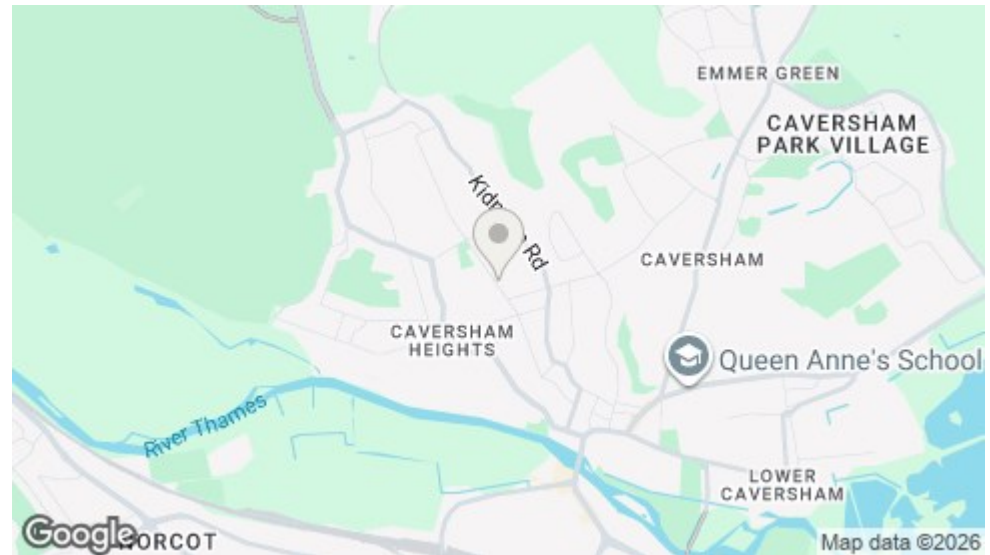 EMMER GREEN
CAVERSHAM
PARK VILLAGE
Rd
CAVERSHAM
CAVERSHAM
HEIGHTS
Queen Anne's School
River Thames
LOWER
CAVERSHAM
Google
Map data ©2026